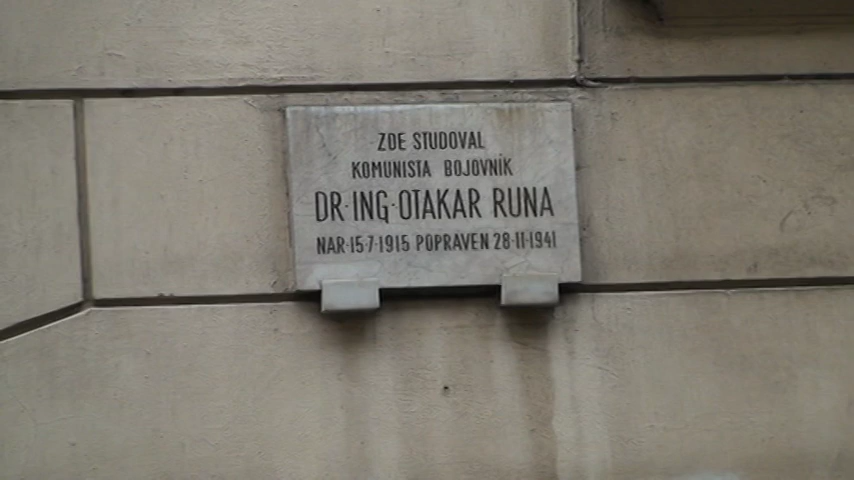 ZDE STUDOVAL
KOMUNISTA BOJOVNÍK
DR·ING·OTAKAR RUNA
NAR·15·7·1915 POPRAVEN 28·11·1941